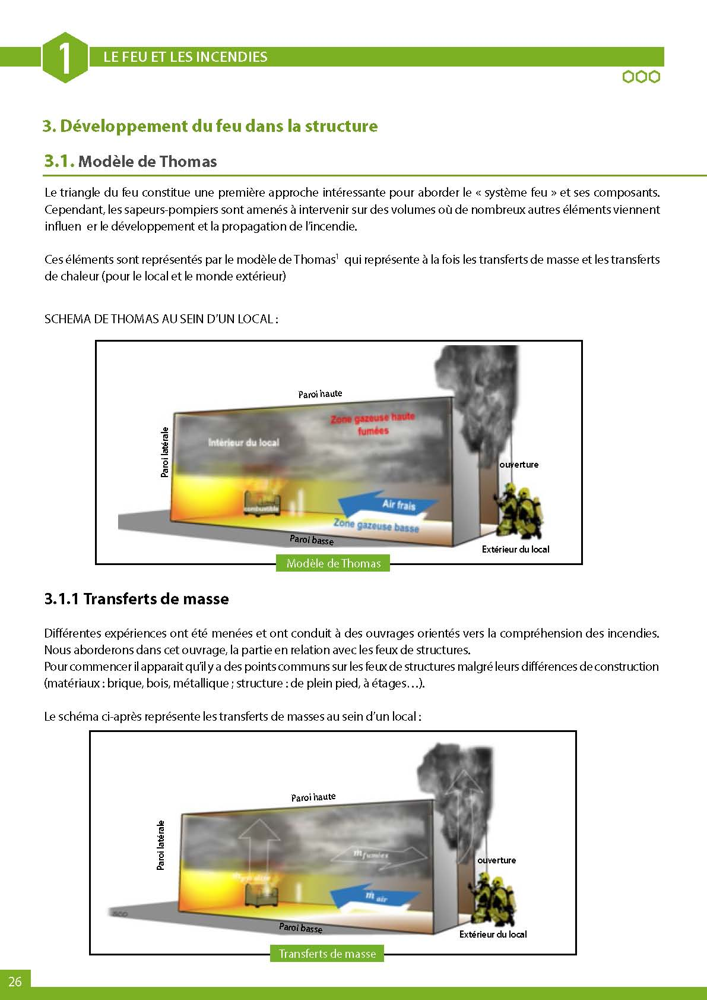 1
LE FEU ET LES INCENDIES
3. Développement du feu dans la structure
3.1. Modèle de Thomas
Le triangle du feu constitue une première approche intéressante pour aborder le « système feu » et ses composants.
Cependant, les sapeurs-pompiers sont amenés à intervenir sur des volumes où de nombreux autres éléments viennent
influen er le développement et la propagation de l'incendie.
Ces éléments sont représentés par le modèle de Thomas1 qui représente à la fois les transferts de masse et les transferts
de chaleur (pour le local et le monde extérieur)
SCHEMA DE THOMAS AU SEIN D'UN LOCAL :
Paroi haute
Zone gazeuse haute
fumées
Paroi latérale
Intérieur du local
ouverture
combustible
Air frais
Zone gazeuse basse
Paroi basse
Extérieur du local
Modèle de Thomas
3.1.1 Transferts de masse
Différentes expériences ont été menées et ont conduit à des ouvrages orientés vers la compréhension des incendies.
Nous aborderons dans cet ouvrage, la partie en relation avec les feux de structures.
Pour commencer il apparait qu'il y a des points communs sur les feux de structures malgré leurs différences de construction
(matériaux : brique, bois, métallique ; structure : de plein pied, à étages…).
Le schéma ci-après représente les transferts de masses au sein d'un local :
Paroi haute
Paroi latérale
ṁ fumées
ouverture
ṁ air
Paroi basse
Extérieur du local
Transferts de masse
26